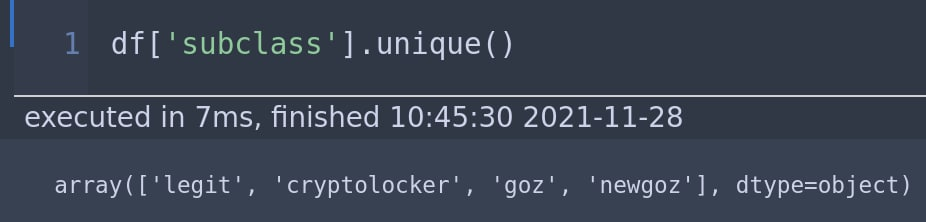 1 df['subclass'].unique()
executed in 7ms, finished 10:45:30 2021-11-28
array(['legit', 'cryptolocker', 'goz', 'newgoz'], dtype=object)